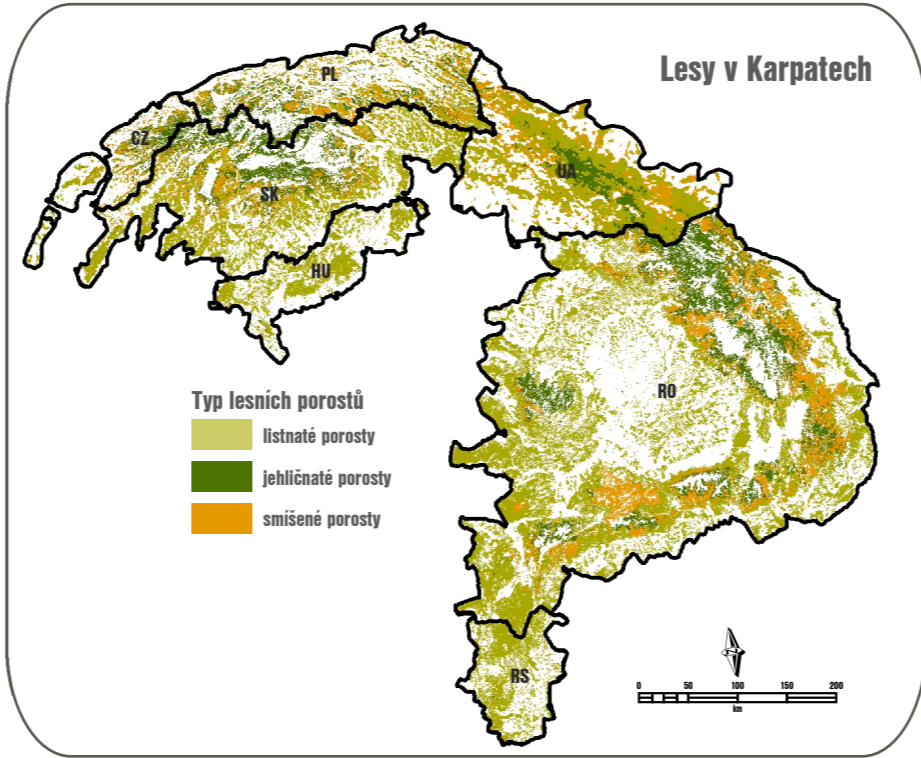 Lesy v Karpatech
PL
CZ
SK
UA
HU
RO
RS
Typ lesních porostů
listnaté porosty
jehličnaté porosty
smíšené porosty
N
0 50 100 150 200
km